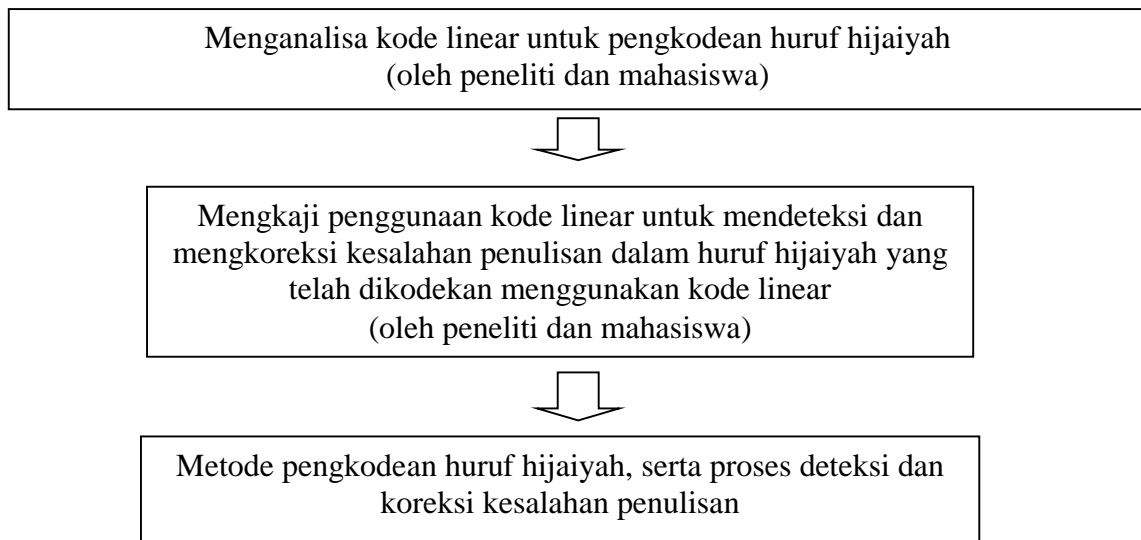 Menganalisa kode linear untuk pengkodean huruf hijaiyah
(oleh peneliti dan mahasiswa)
Mengkaji penggunaan kode linear untuk mendeteksi dan
mengkoreksi kesalahan penulisan dalam huruf hijaiyah yang
telah dikodekan menggunakan kode linear
(oleh peneliti dan mahasiswa)
Metode pengkodean huruf hijaiyah, serta proses deteksi dan
koreksi kesalahan penulisan